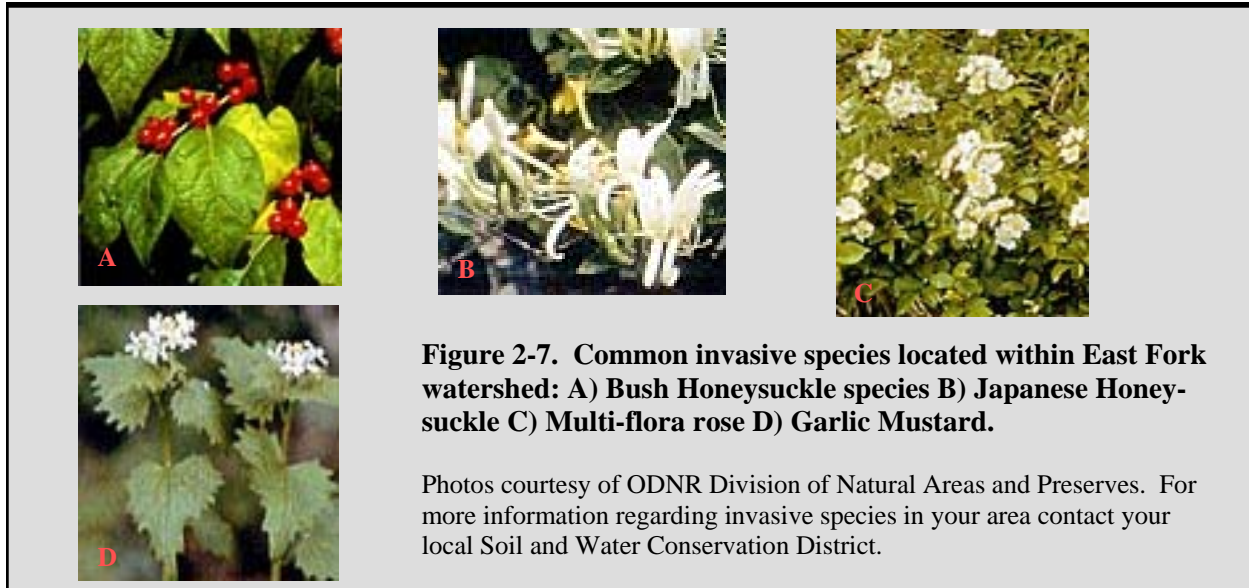 A
B
C
D
Figure 2-7. Common invasive species located within East Fork
watershed: A) Bush Honeysuckle species B) Japanese Honey-
suckle C) Multi-flora rose D) Garlic Mustard.
Photos courtesy of ODNR Division of Natural Areas and Preserves. For
more information regarding invasive species in your area contact your
local Soil and Water Conservation District.